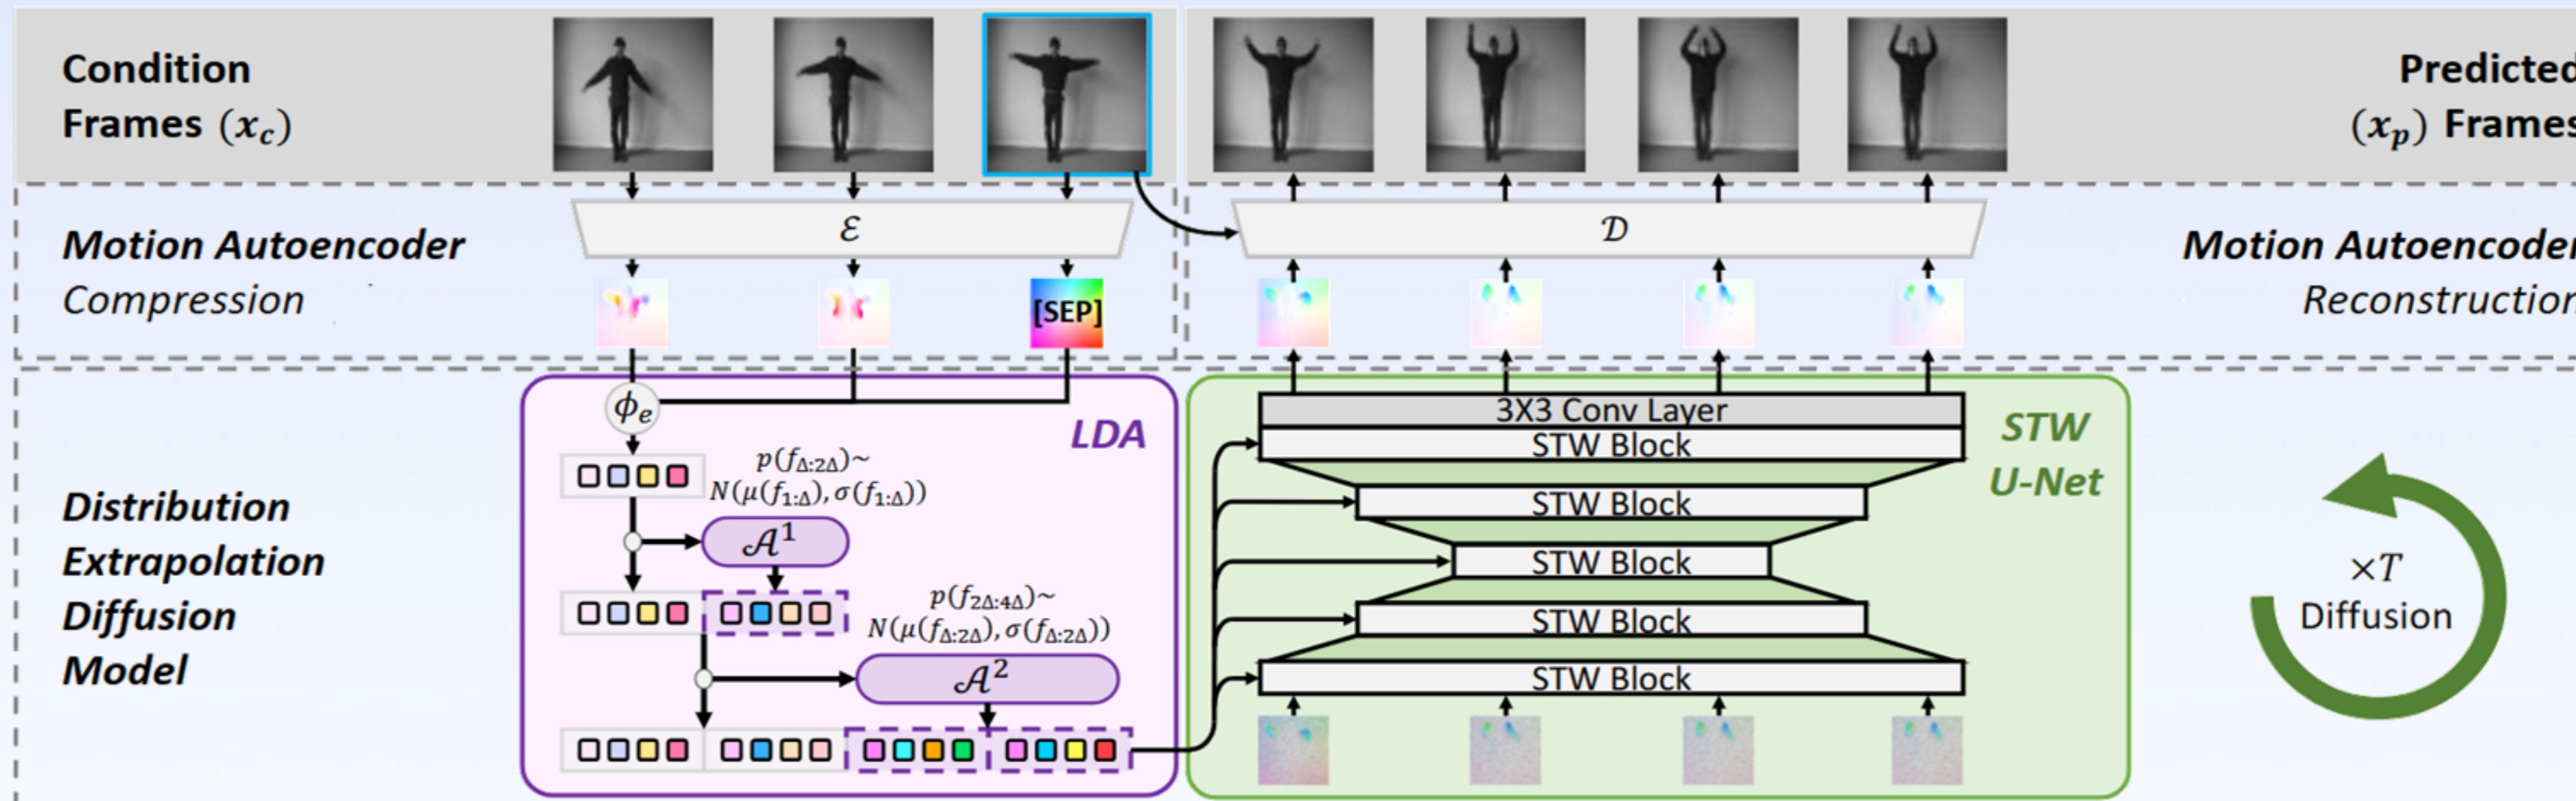 Condition
Frames (x_c)
Predicted
(x_p) Frames
Motion Autoencoder
Compression
ℰ
𝒟
Motion Autoencoder
Reconstruction
[SEP]
ϕ_e
LDA
p(f_{Δ:2Δ})~
N(μ(f_{1:Δ}), σ(f_{1:Δ}))
𝒜^1
p(f_{2Δ:4Δ})~
N(μ(f_{Δ:2Δ}), σ(f_{Δ:2Δ}))
𝒜^2
Distribution
Extrapolation
Diffusion
Model
3X3 Conv Layer
STW Block
STW Block
STW Block
STW Block
STW Block
STW
U-Net
×T
Diffusion